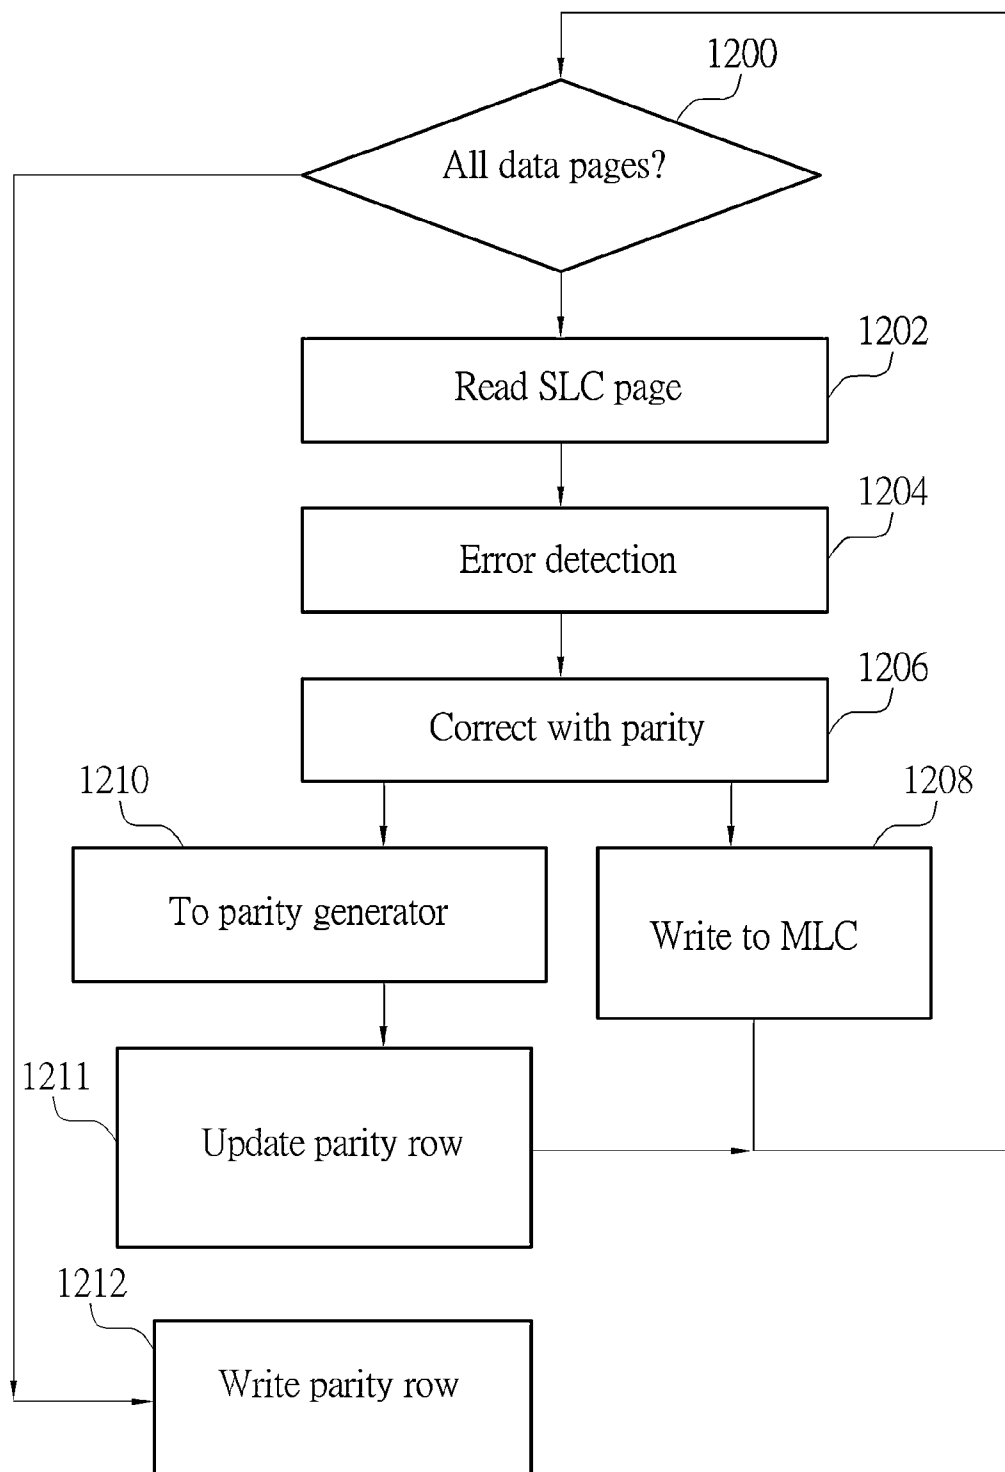 1200
All data pages?
1202
Read SLC page
1204
Error detection
1206
Correct with parity
1210
1208
To parity generator
Write to MLC
1211
Update parity row
1212
Write parity row